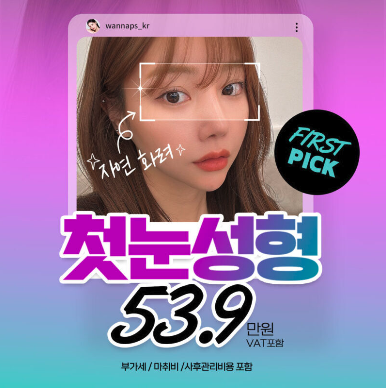 wannaps_kr
자연 화려
FIRST
PICK
첫눈성형
53.9
만원
VAT포함
부가세 / 마취비 /사후관리비용 포함